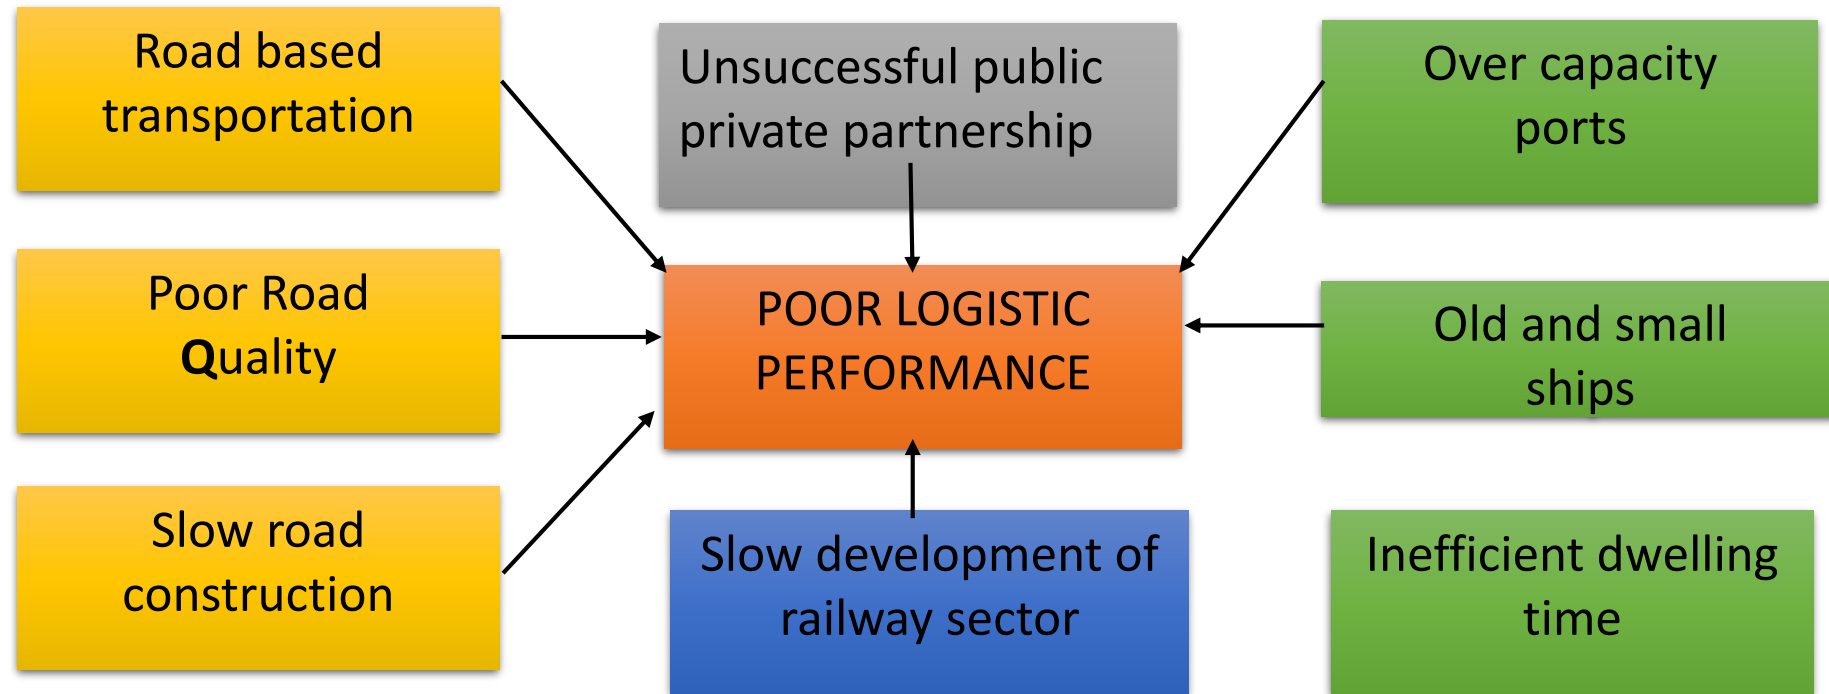 Road based
transportation
Unsuccessful public
private partnership
Over capacity
ports
Poor Road
Quality
POOR LOGISTIC
PERFORMANCE
Old and small
ships
Slow road
construction
Slow development of
railway sector
Inefficient dwelling
time